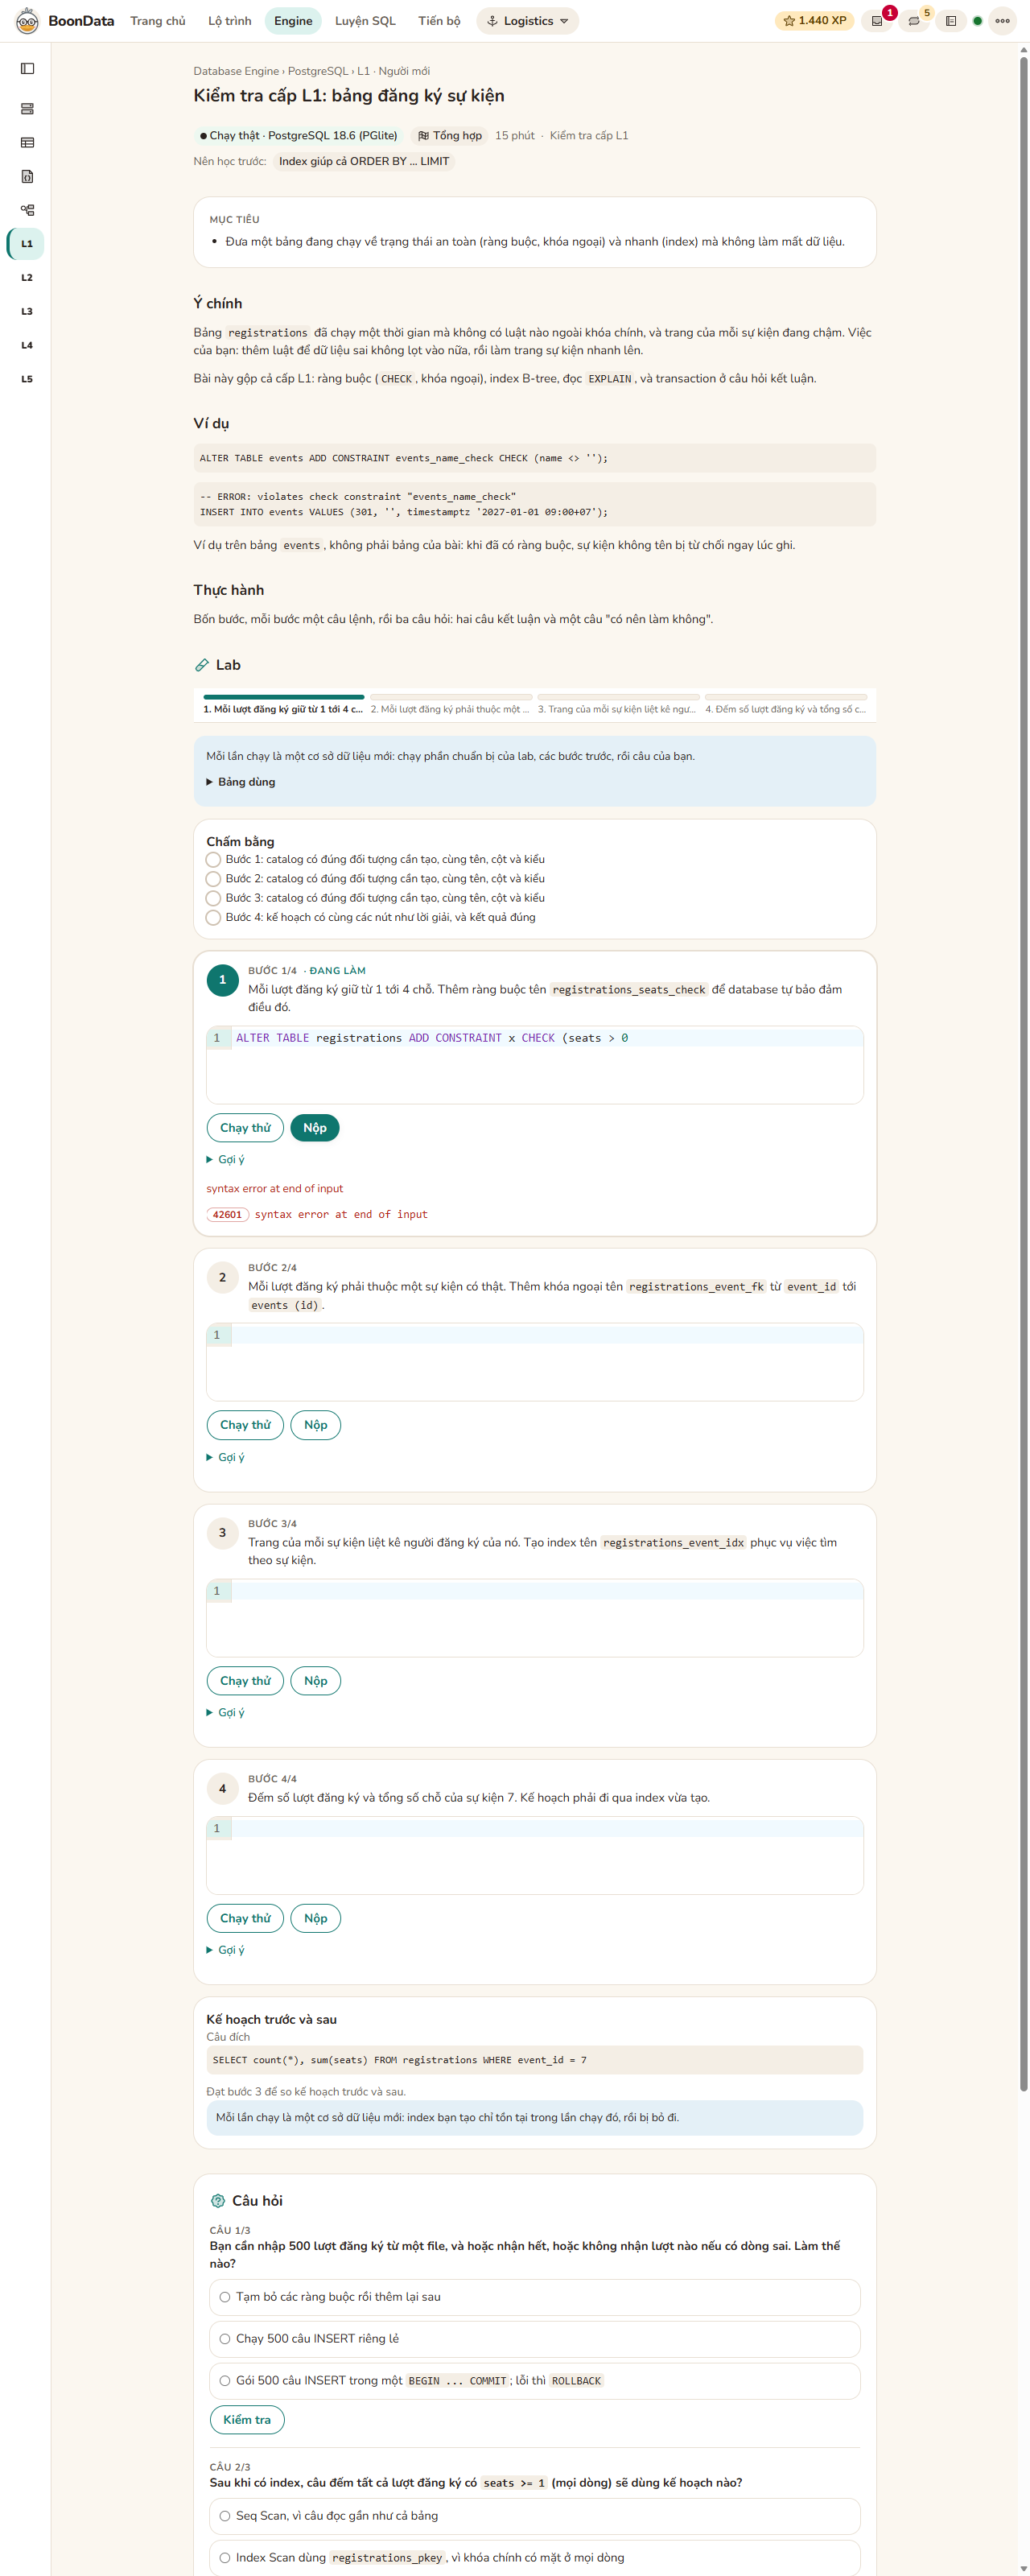 BoonData Trang chủ Lộ trình Engine Luyện SQL Tiến bộ Logistics 1.440 XP 1 5
Database Engine › PostgreSQL › L1 · Người mới
Kiểm tra cấp L1: bảng đăng ký sự kiện
Chạy thật · PostgreSQL 18.6 (PGlite) Tổng hợp 15 phút · Kiểm tra cấp L1
Nên học trước: Index giúp cả ORDER BY ... LIMIT
L1
L2
L3
L4
L5
MỤC TIÊU
• Đưa một bảng đang chạy về trạng thái an toàn (ràng buộc, khóa ngoại) và nhanh (index) mà không làm mất dữ liệu.
Ý chính
Bảng registrations đã chạy một thời gian mà không có luật nào ngoài khóa chính, và trang của mỗi sự kiện đang chậm. Việc
của bạn: thêm luật để dữ liệu sai không lọt vào nữa, rồi làm trang sự kiện nhanh lên.
Bài này gộp cả cấp L1: ràng buộc (CHECK, khóa ngoại), index B-tree, đọc EXPLAIN, và transaction ở câu hỏi kết luận.
Ví dụ
ALTER TABLE events ADD CONSTRAINT events_name_check CHECK (name <> '');
-- ERROR: violates check constraint "events_name_check"
INSERT INTO events VALUES (301, '', timestamptz '2027-01-01 09:00+07');
Ví dụ trên bảng events, không phải bảng của bài: khi đã có ràng buộc, sự kiện không tên bị từ chối ngay lúc ghi.
Thực hành
Bốn bước, mỗi bước một câu lệnh, rồi ba câu hỏi: hai câu kết luận và một câu "có nên làm không".
Lab
1. Mỗi lượt đăng ký giữ từ 1 tới 4 c... 2. Mỗi lượt đăng ký phải thuộc một ... 3. Trang của mỗi sự kiện liệt kê ngư... 4. Đếm số lượt đăng ký và tổng số c...
Mỗi lần chạy là một cơ sở dữ liệu mới: chạy phần chuẩn bị của lab, các bước trước, rồi câu của bạn.
Bảng dùng
Chấm bằng
Bước 1: catalog có đúng đối tượng cần tạo, cùng tên, cột và kiểu
Bước 2: catalog có đúng đối tượng cần tạo, cùng tên, cột và kiểu
Bước 3: catalog có đúng đối tượng cần tạo, cùng tên, cột và kiểu
Bước 4: kế hoạch có cùng các nút như lời giải, và kết quả đúng
1 BƯỚC 1/4 · ĐANG LÀM
Mỗi lượt đăng ký giữ từ 1 tới 4 chỗ. Thêm ràng buộc tên registrations_seats_check để database tự bảo đảm
điều đó.
1 ALTER TABLE registrations ADD CONSTRAINT x CHECK (seats > 0
Chạy thử Nộp
Gợi ý
syntax error at end of input
42601 syntax error at end of input
2 BƯỚC 2/4
Mỗi lượt đăng ký phải thuộc một sự kiện có thật. Thêm khóa ngoại tên registrations_event_fk từ event_id tới
events (id).
1
Chạy thử Nộp
Gợi ý
3 BƯỚC 3/4
Trang của mỗi sự kiện liệt kê người đăng ký của nó. Tạo index tên registrations_event_idx phục vụ việc tìm
theo sự kiện.
1
Chạy thử Nộp
Gợi ý
4 BƯỚC 4/4
Đếm số lượt đăng ký và tổng số chỗ của sự kiện 7. Kế hoạch phải đi qua index vừa tạo.
1
Chạy thử Nộp
Gợi ý
Kế hoạch trước và sau
Câu đích
SELECT count(*), sum(seats) FROM registrations WHERE event_id = 7
Đạt bước 3 để so kế hoạch trước và sau.
Mỗi lần chạy là một cơ sở dữ liệu mới: index bạn tạo chỉ tồn tại trong lần chạy đó, rồi bị bỏ đi.
Câu hỏi
CÂU 1/3
Bạn cần nhập 500 lượt đăng ký từ một file, và hoặc nhận hết, hoặc không nhận lượt nào nếu có dòng sai. Làm thế
nào?
Tạm bỏ các ràng buộc rồi thêm lại sau
Chạy 500 câu INSERT riêng lẻ
Gói 500 câu INSERT trong một BEGIN ... COMMIT; lỗi thì ROLLBACK
Kiểm tra
CÂU 2/3
Sau khi có index, câu đếm tất cả lượt đăng ký có seats >= 1 (mọi dòng) sẽ dùng kế hoạch nào?
Seq Scan, vì câu đọc gần như cả bảng
Index Scan dùng registrations_pkey, vì khóa chính có mặt ở mọi dòng